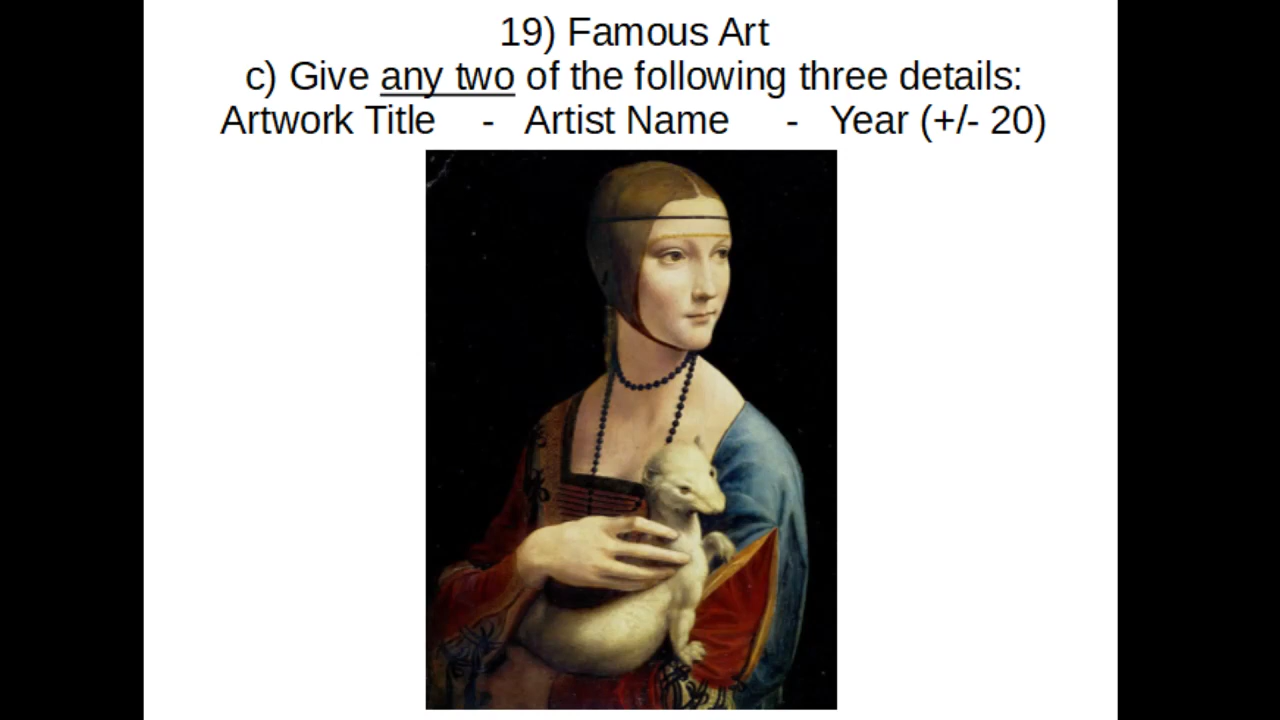 19) Famous Art
c) Give any two of the following three details:
Artwork Title - Artist Name - Year (+/- 20)